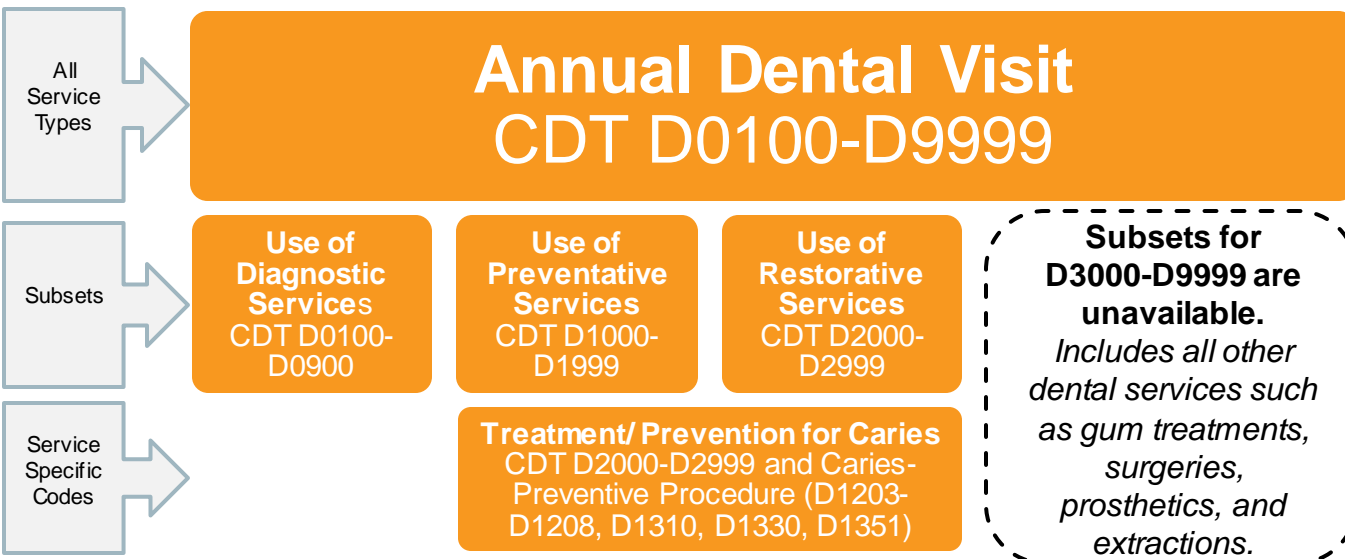 All
Service
Types
Annual Dental Visit
CDT D0100-D9999
Subsets
Use of
Diagnostic
Services
CDT D0100-
D0900
Use of
Preventative
Services
CDT D1000-
D1999
Use of
Restorative
Services
CDT D2000-
D2999
Subsets for
D3000-D9999 are
unavailable.
Includes all other
dental services such
as gum treatments,
surgeries,
prosthetics, and
extractions.
Service
Specific
Codes
Treatment/ Prevention for Caries
CDT D2000-D2999 and Caries-
Preventive Procedure (D1203-
D1208, D1310, D1330, D1351)